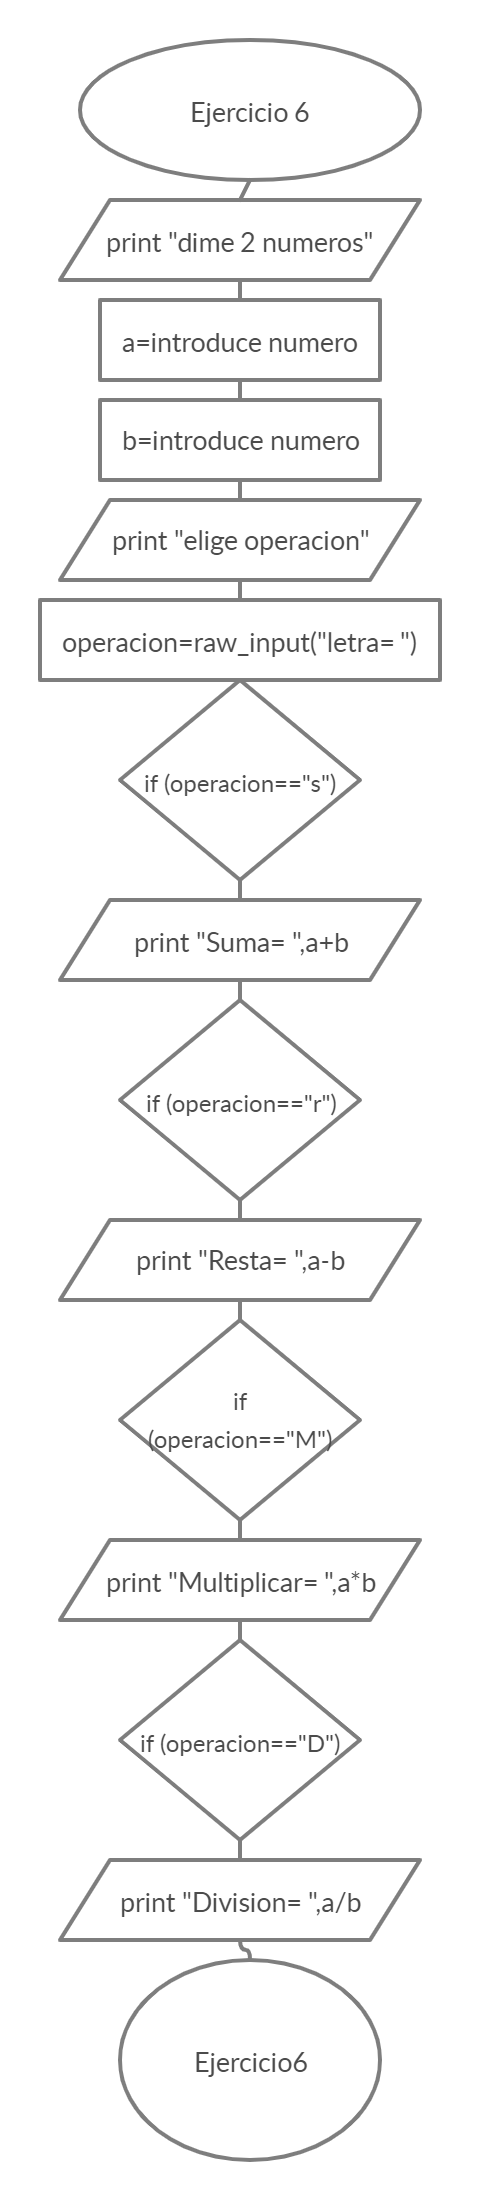 Ejercicio 6
print "dime 2 numeros"
a=introduce numero
b=introduce numero
print "elige operacion"
operacion=raw_input("letra= ")
if (operacion=="s")
print "Suma= ",a+b
if (operacion=="r")
print "Resta= ",a-b
if
(operacion=="M")
print "Multiplicar= ",a*b
if (operacion=="D")
print "Division= ",a/b
Ejercicio6